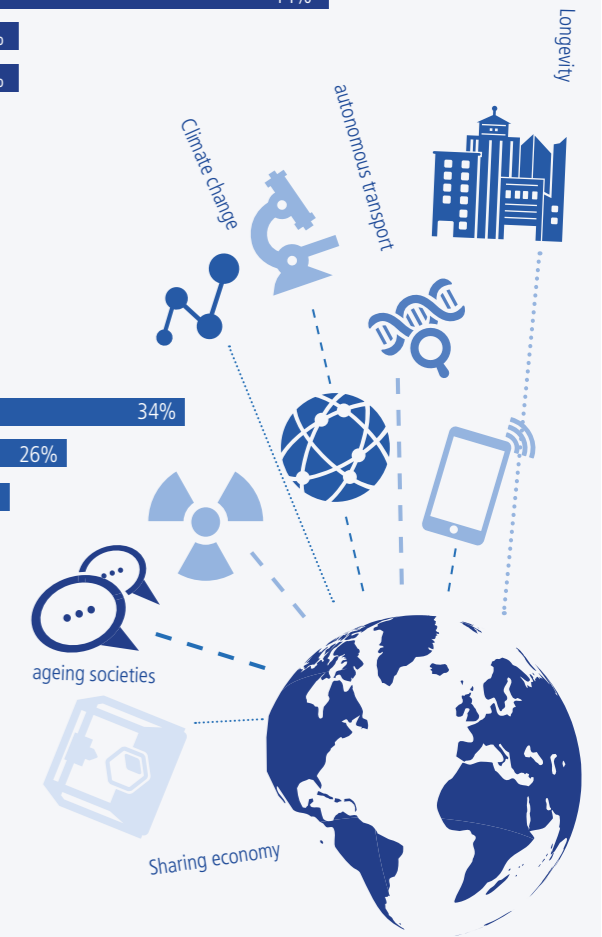 %
%
Longevity
autonomous transport
Climate change
34%
26%
ageing societies
Sharing economy